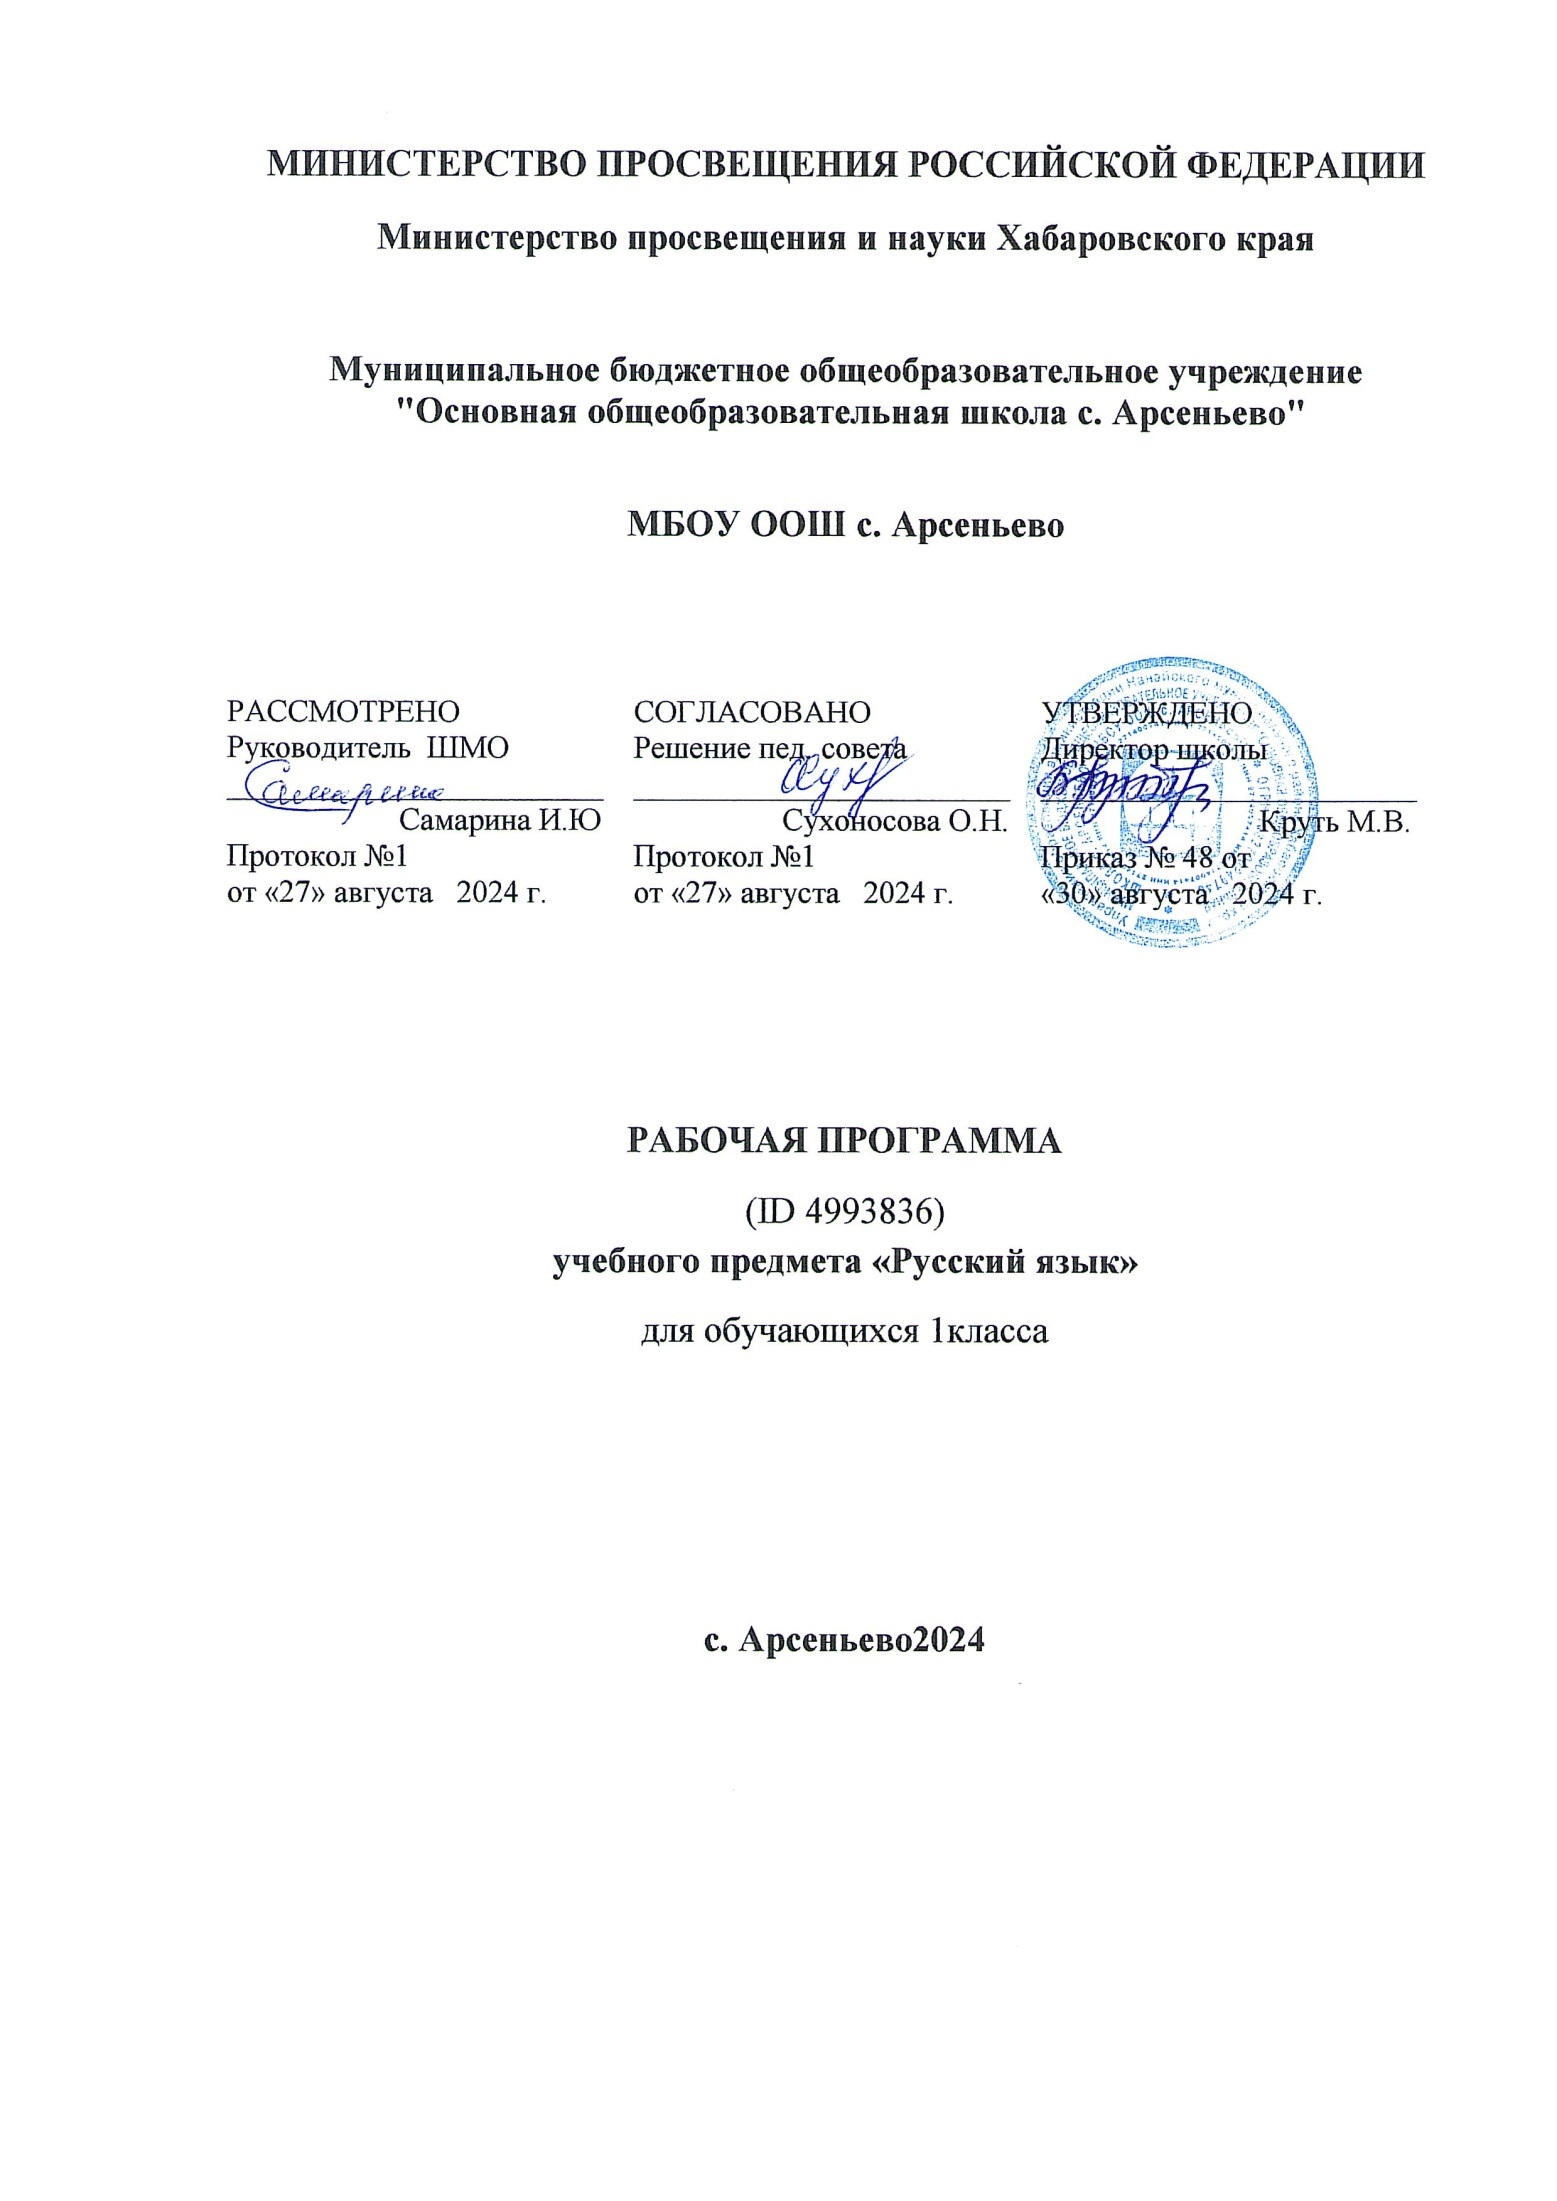 МИНИСТЕРСТВО ПРОСВЕЩЕНИЯ РОССИЙСКОЙ ФЕДЕРАЦИИ
Министерство просвещения и науки Хабаровского края
Муниципальное бюджетное общеобразовательное учреждение
"Основная общеобразовательная школа с. Арсеньево"
МБОУ ООШ с. Арсеньево
РАССМОТРЕНО
Руководитель ШМО
Самарина
Самарина И.Ю
Протокол №1
от «27» августа 2024 г.
СОГЛАСОВАНО
Решение пед. совета
Сухоносова О.Н.
Протокол №1
от «27» августа 2024 г.
УТВЕРЖДЕНО
Директор школы
Круть М.В.
Приказ № 48 от
«30» августа 2024 г.
РАБОЧАЯ ПРОГРАММА
(ID 4993836)
учебного предмета «Русский язык»
для обучающихся 1класса
с. Арсеньево2024